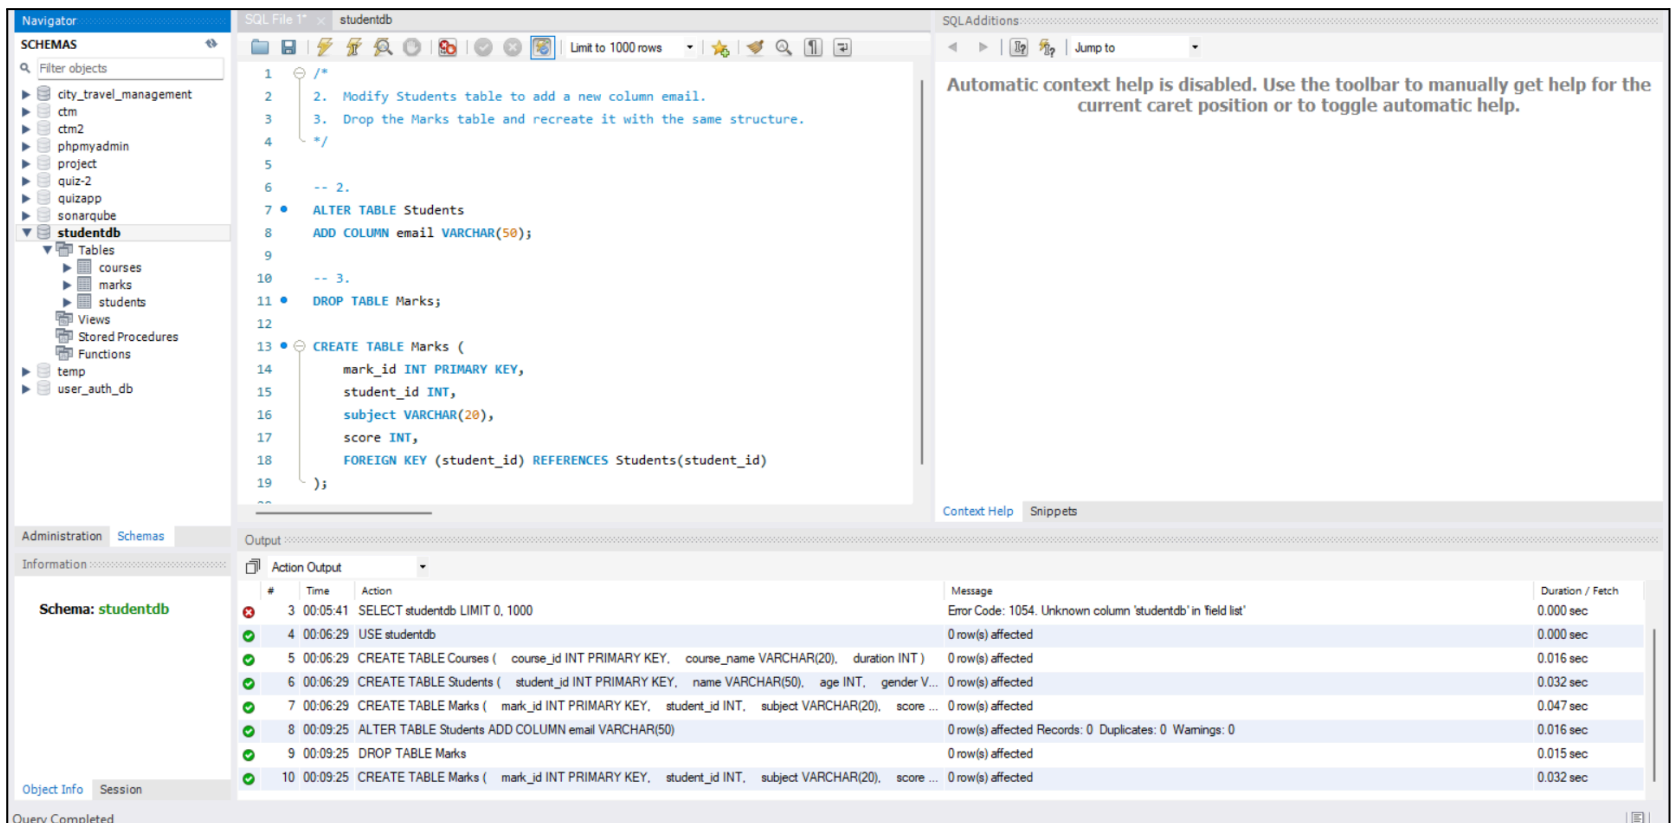 Navigator
SCHEMAS
Filter objects
city_travel_management
ctm
ctm2
phpmyadmin
project
quiz-2
quizapp
sonarqube
studentdb
Tables
courses
marks
students
Views
Stored Procedures
Functions
temp
user_auth_db
Administration Schemas
Information
Schema: studentdb
Object Info Session
Query Completed
SQL File 1* × studentdb
Limit to 1000 rows
1 /*
2 2. Modify Students table to add a new column email.
3 3. Drop the Marks table and recreate it with the same structure.
4 */
5
6 -- 2.
7 ALTER TABLE Students
8 ADD COLUMN email VARCHAR(50);
9
10 -- 3.
11 DROP TABLE Marks;
12
13 CREATE TABLE Marks (
14 mark_id INT PRIMARY KEY,
15 student_id INT,
16 subject VARCHAR(20),
17 score INT,
18 FOREIGN KEY (student_id) REFERENCES Students(student_id)
19 );
SQLAdditions
Jump to
Automatic context help is disabled. Use the toolbar to manually get help for the
current caret position or to toggle automatic help.
Context Help Snippets
Output
Action Output
# Time Action Message Duration / Fetch
3 00:05:41 SELECT studentdb LIMIT 0, 1000 Error Code: 1054. Unknown column 'studentdb' in 'field list' 0.000 sec
4 00:06:29 USE studentdb 0 row(s) affected 0.000 sec
5 00:06:29 CREATE TABLE Courses ( course_id INT PRIMARY KEY, course_name VARCHAR(20), duration INT ) 0 row(s) affected 0.016 sec
6 00:06:29 CREATE TABLE Students ( student_id INT PRIMARY KEY, name VARCHAR(50), age INT, gender V... 0 row(s) affected 0.032 sec
7 00:06:29 CREATE TABLE Marks ( mark_id INT PRIMARY KEY, student_id INT, subject VARCHAR(20), score ... 0 row(s) affected 0.047 sec
8 00:09:25 ALTER TABLE Students ADD COLUMN email VARCHAR(50) 0 row(s) affected Records: 0 Duplicates: 0 Warnings: 0 0.016 sec
9 00:09:25 DROP TABLE Marks 0 row(s) affected 0.015 sec
10 00:09:25 CREATE TABLE Marks ( mark_id INT PRIMARY KEY, student_id INT, subject VARCHAR(20), score ... 0 row(s) affected 0.032 sec